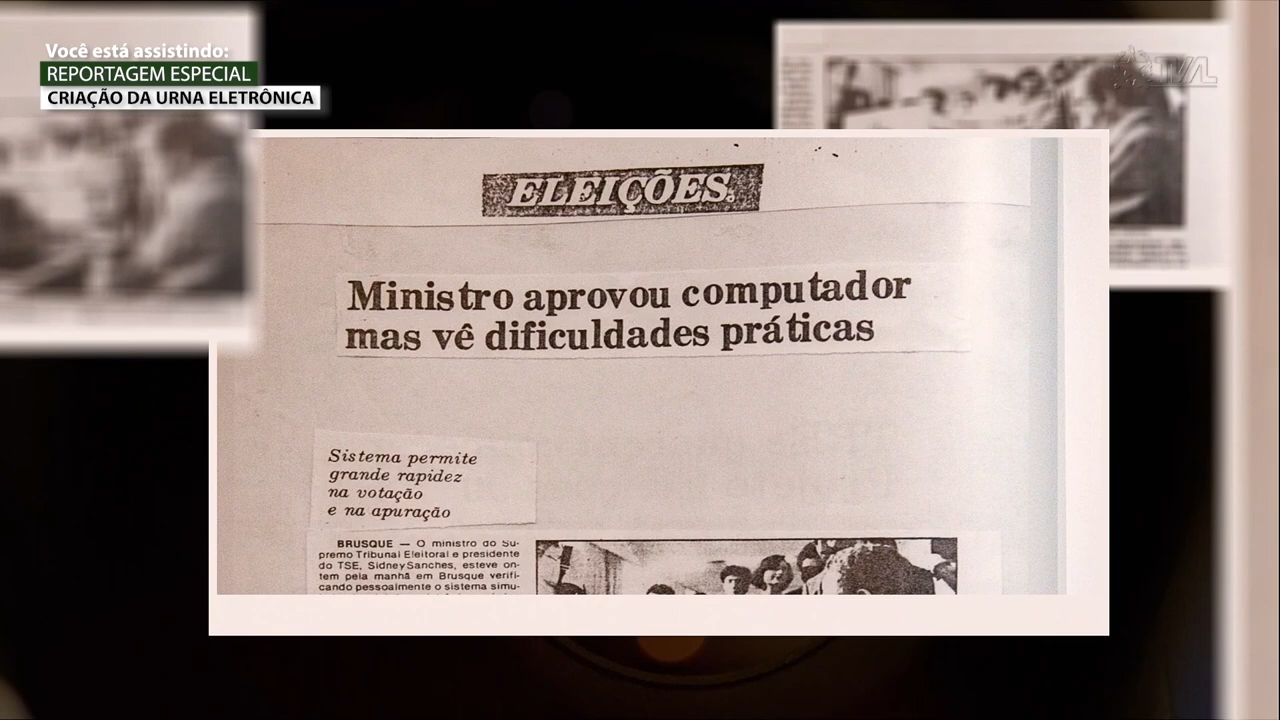 Você está assistindo:
REPORTAGEM ESPECIAL
CRIAÇÃO DA URNA ELETRÔNICA
TVAL
ELEIÇÕES.
Ministro aprovou computador
mas vê dificuldades práticas
Sistema permite
grande rapidez
na votação
e na apuração
BRUSQUE — O ministro do Su-
premo Tribunal Eleitoral e presidente
do TSE, Sidney Sanches, esteve on-
tem pela manhã em Brusque verifi-
cando pessoalmente o sistema simu-